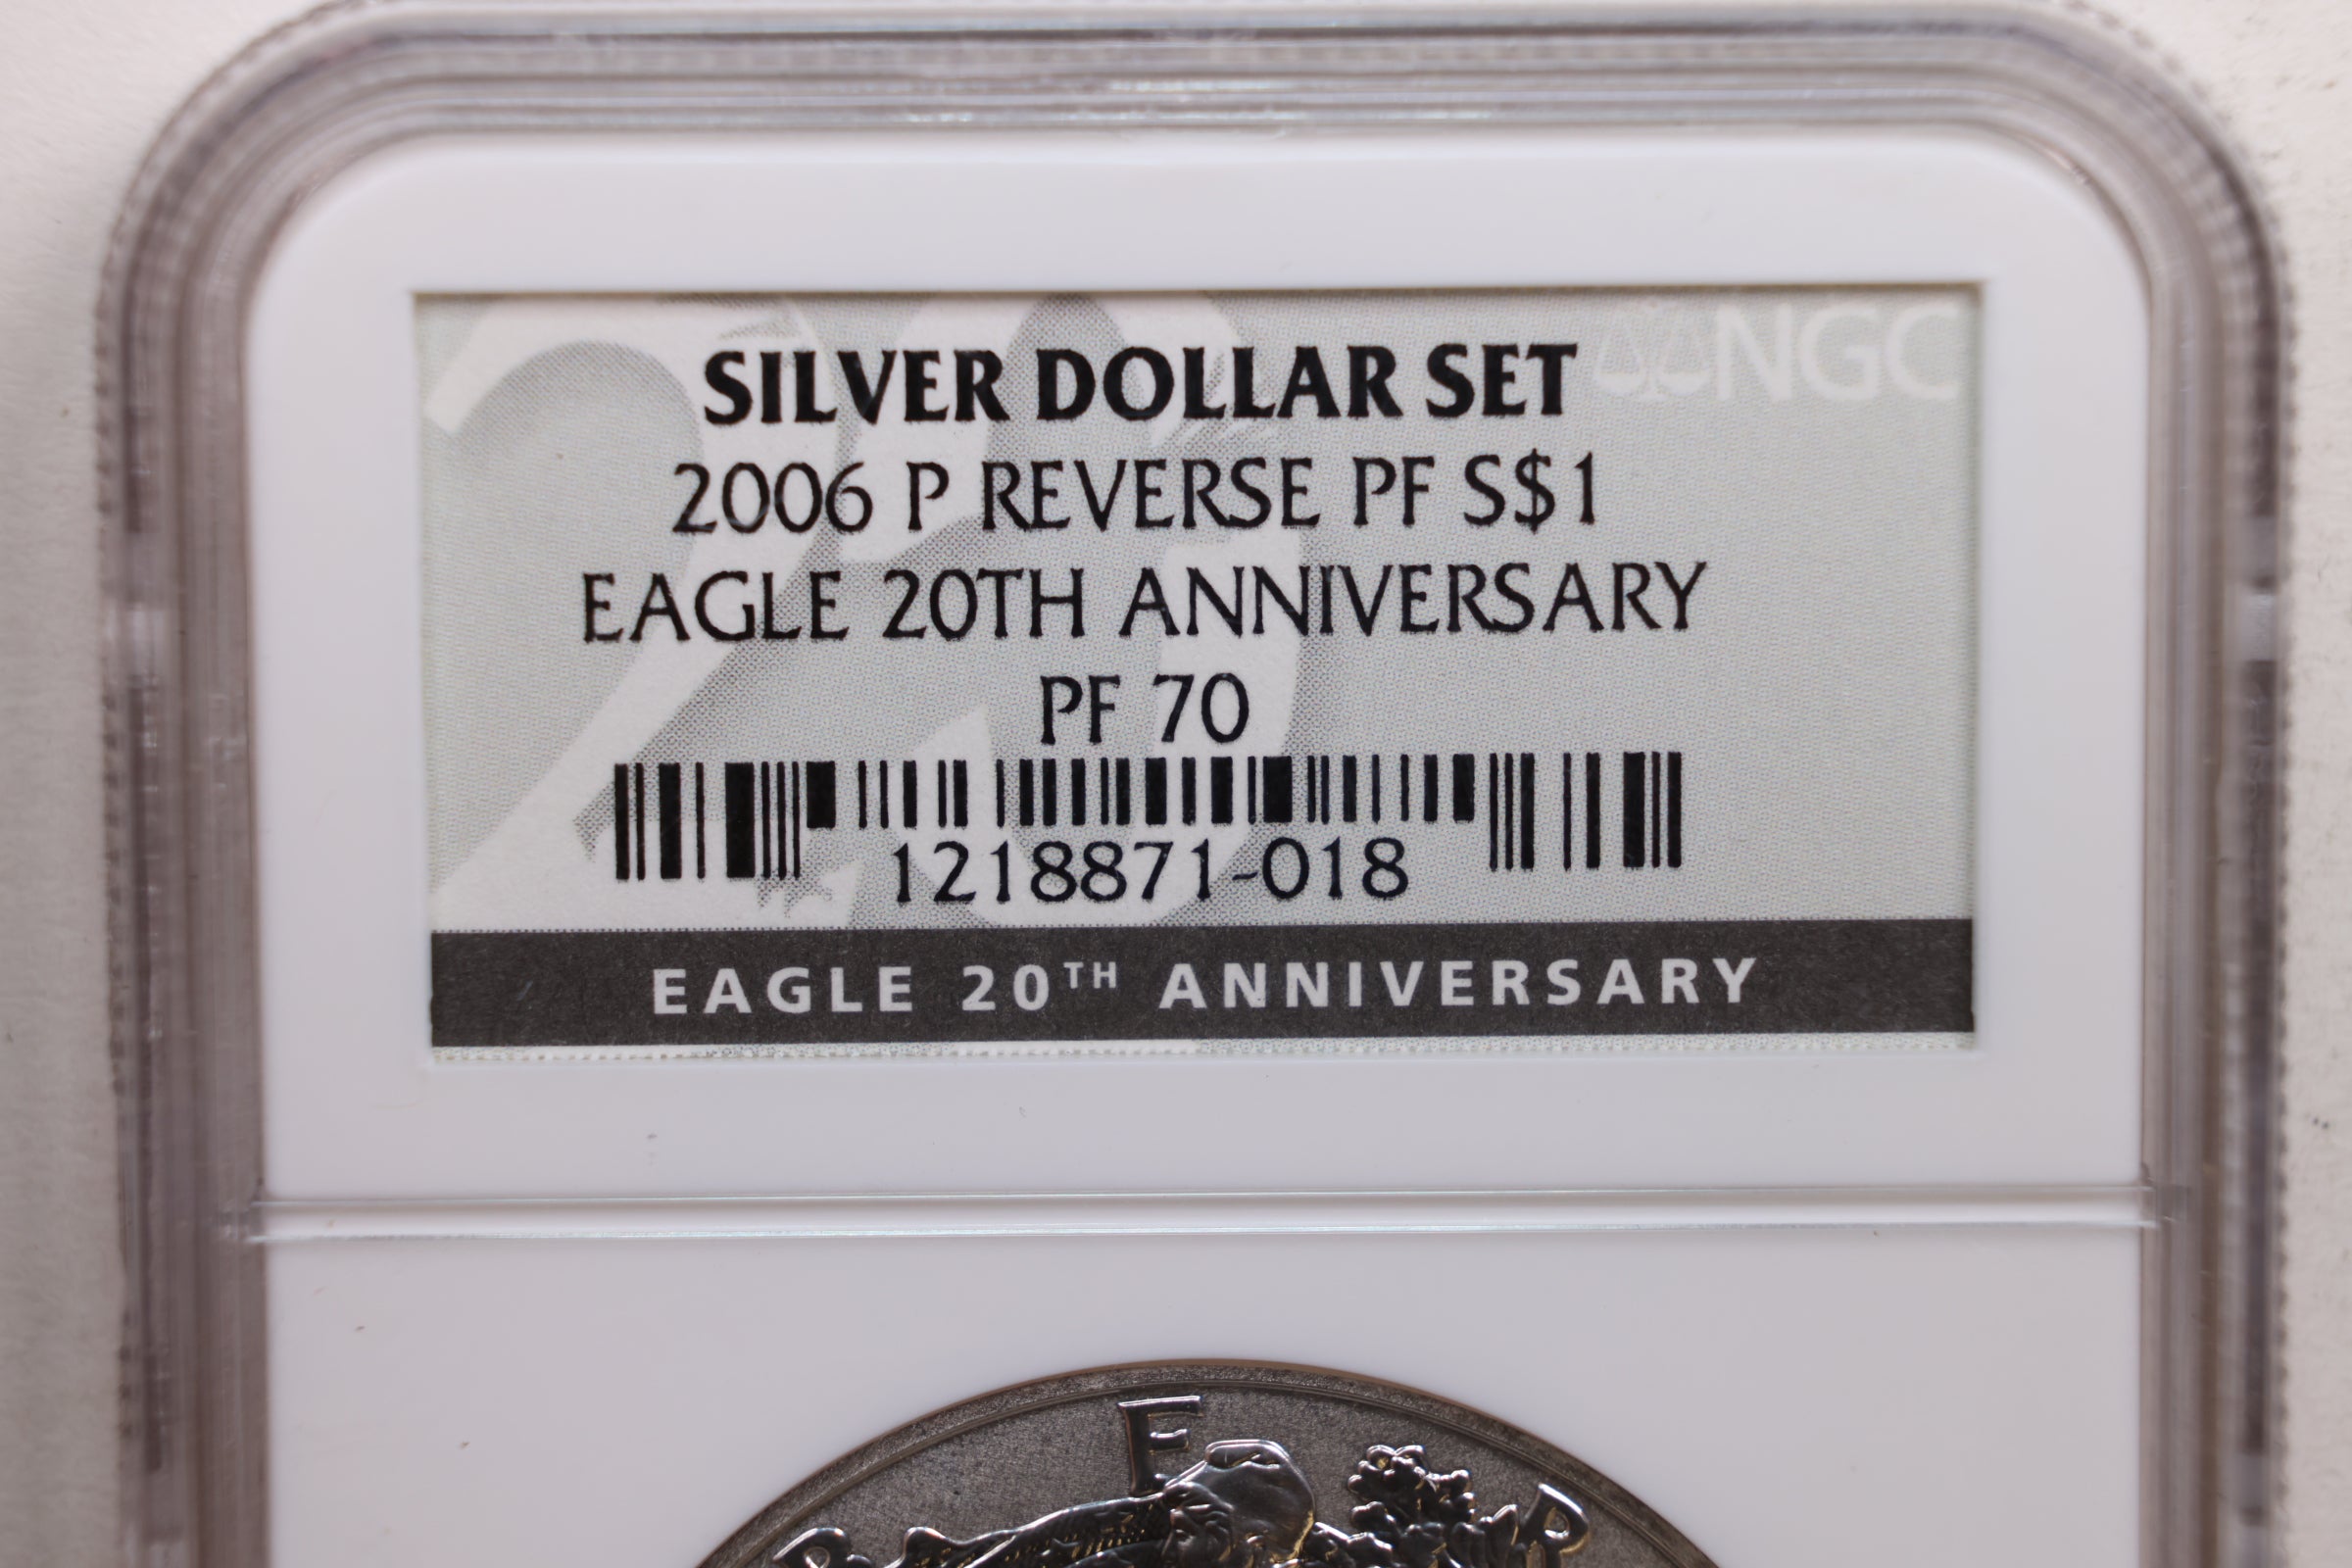 NGC
SILVER DOLLAR SET
2006 P REVERSE PF S$1
EAGLE 20TH ANNIVERSARY
PF 70
1218871-018
EAGLE 20TH ANNIVERSARY
E
B R